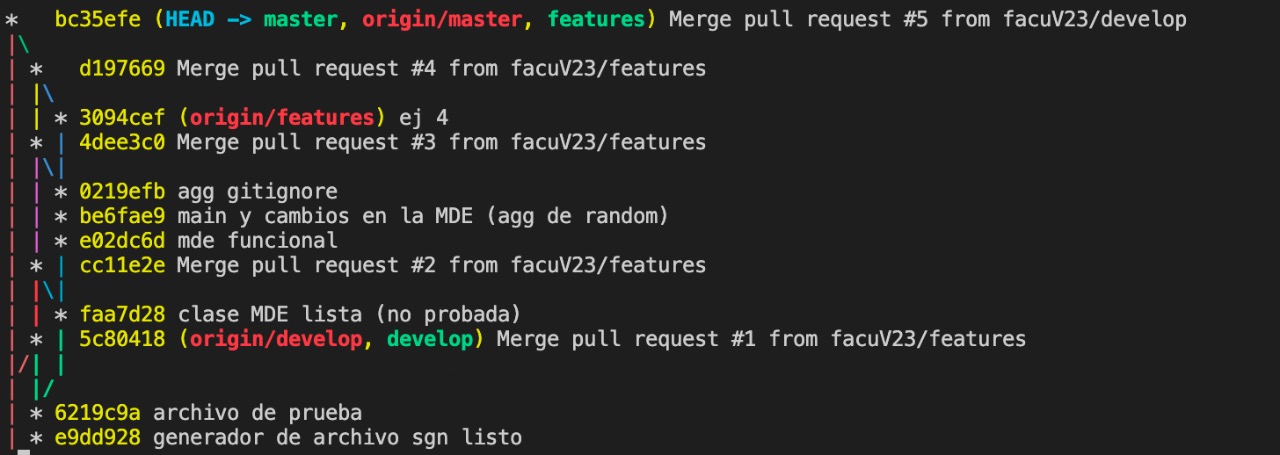 * bc35efe (HEAD -> master, origin/master, features) Merge pull request #5 from facuV23/develop
|\
| * d197669 Merge pull request #4 from facuV23/features
| |\
| | * 3094cef (origin/features) ej 4
| * | 4dee3c0 Merge pull request #3 from facuV23/features
| |\|
| | * 0219efb agg gitignore
| | * be6fae9 main y cambios en la MDE (agg de random)
| | * e02dc6d mde funcional
| * | cc11e2e Merge pull request #2 from facuV23/features
| |\|
| | * faa7d28 clase MDE lista (no probada)
| * | 5c80418 (origin/develop, develop) Merge pull request #1 from facuV23/features
|/| |
| |/
| * 6219c9a archivo de prueba
| * e9dd928 generador de archivo sgn listo